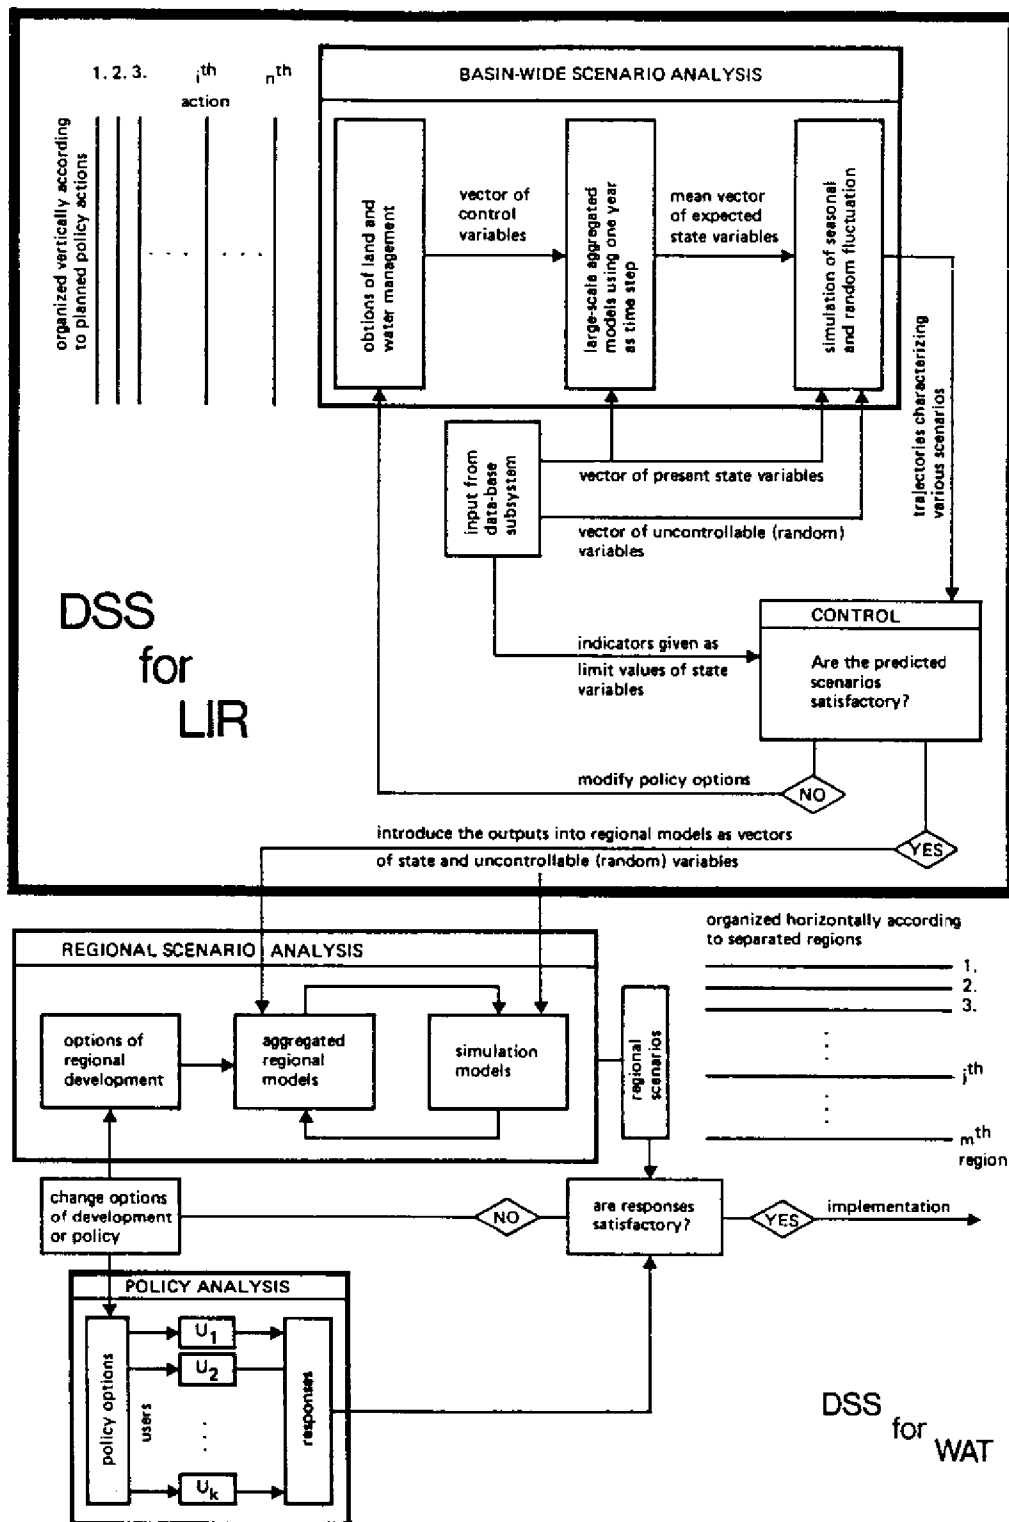 1. 2. 3. ith nth
action
organized vertically according
to planned policy actions
BASIN-WIDE SCENARIO ANALYSIS
obtions of land and
water management
vector of
control
variables
large-scale aggregated
models using one year
as time step
mean vector
of expected
state variables
simulation of seasonal
and random fluctuation
trajectories characterizing
various scenarios
input from
data-base
subsystem
vector of present state variables
vector of uncontrollable (random)
variables
DSS
for
LIR
indicators given as
limit values of state
variables
CONTROL
Are the predicted
scenarios
satisfactory?
modify policy options
NO
introduce the outputs into regional models as vectors
of state and uncontrollable (random) variables
YES
REGIONAL SCENARIO ANALYSIS
options of
regional
development
aggregated
regional
models
simulation
models
regional
scenarios
organized horizontally according
to separated regions
1.
2.
3.
jth
mth
region
change options
of development
or policy
NO
are responses
satisfactory?
YES
implementation
POLICY ANALYSIS
policy options
users
U1
U2
Uk
responses
DSS
for
WAT